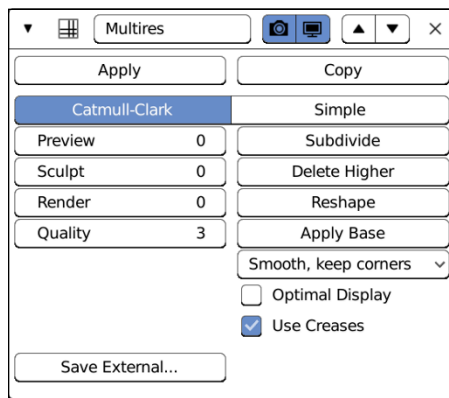 Multires
Apply Copy
Catmull-Clark Simple
Preview 0 Subdivide
Sculpt 0 Delete Higher
Render 0 Reshape
Quality 3 Apply Base
Smooth, keep corners
Optimal Display
Use Creases
Save External...